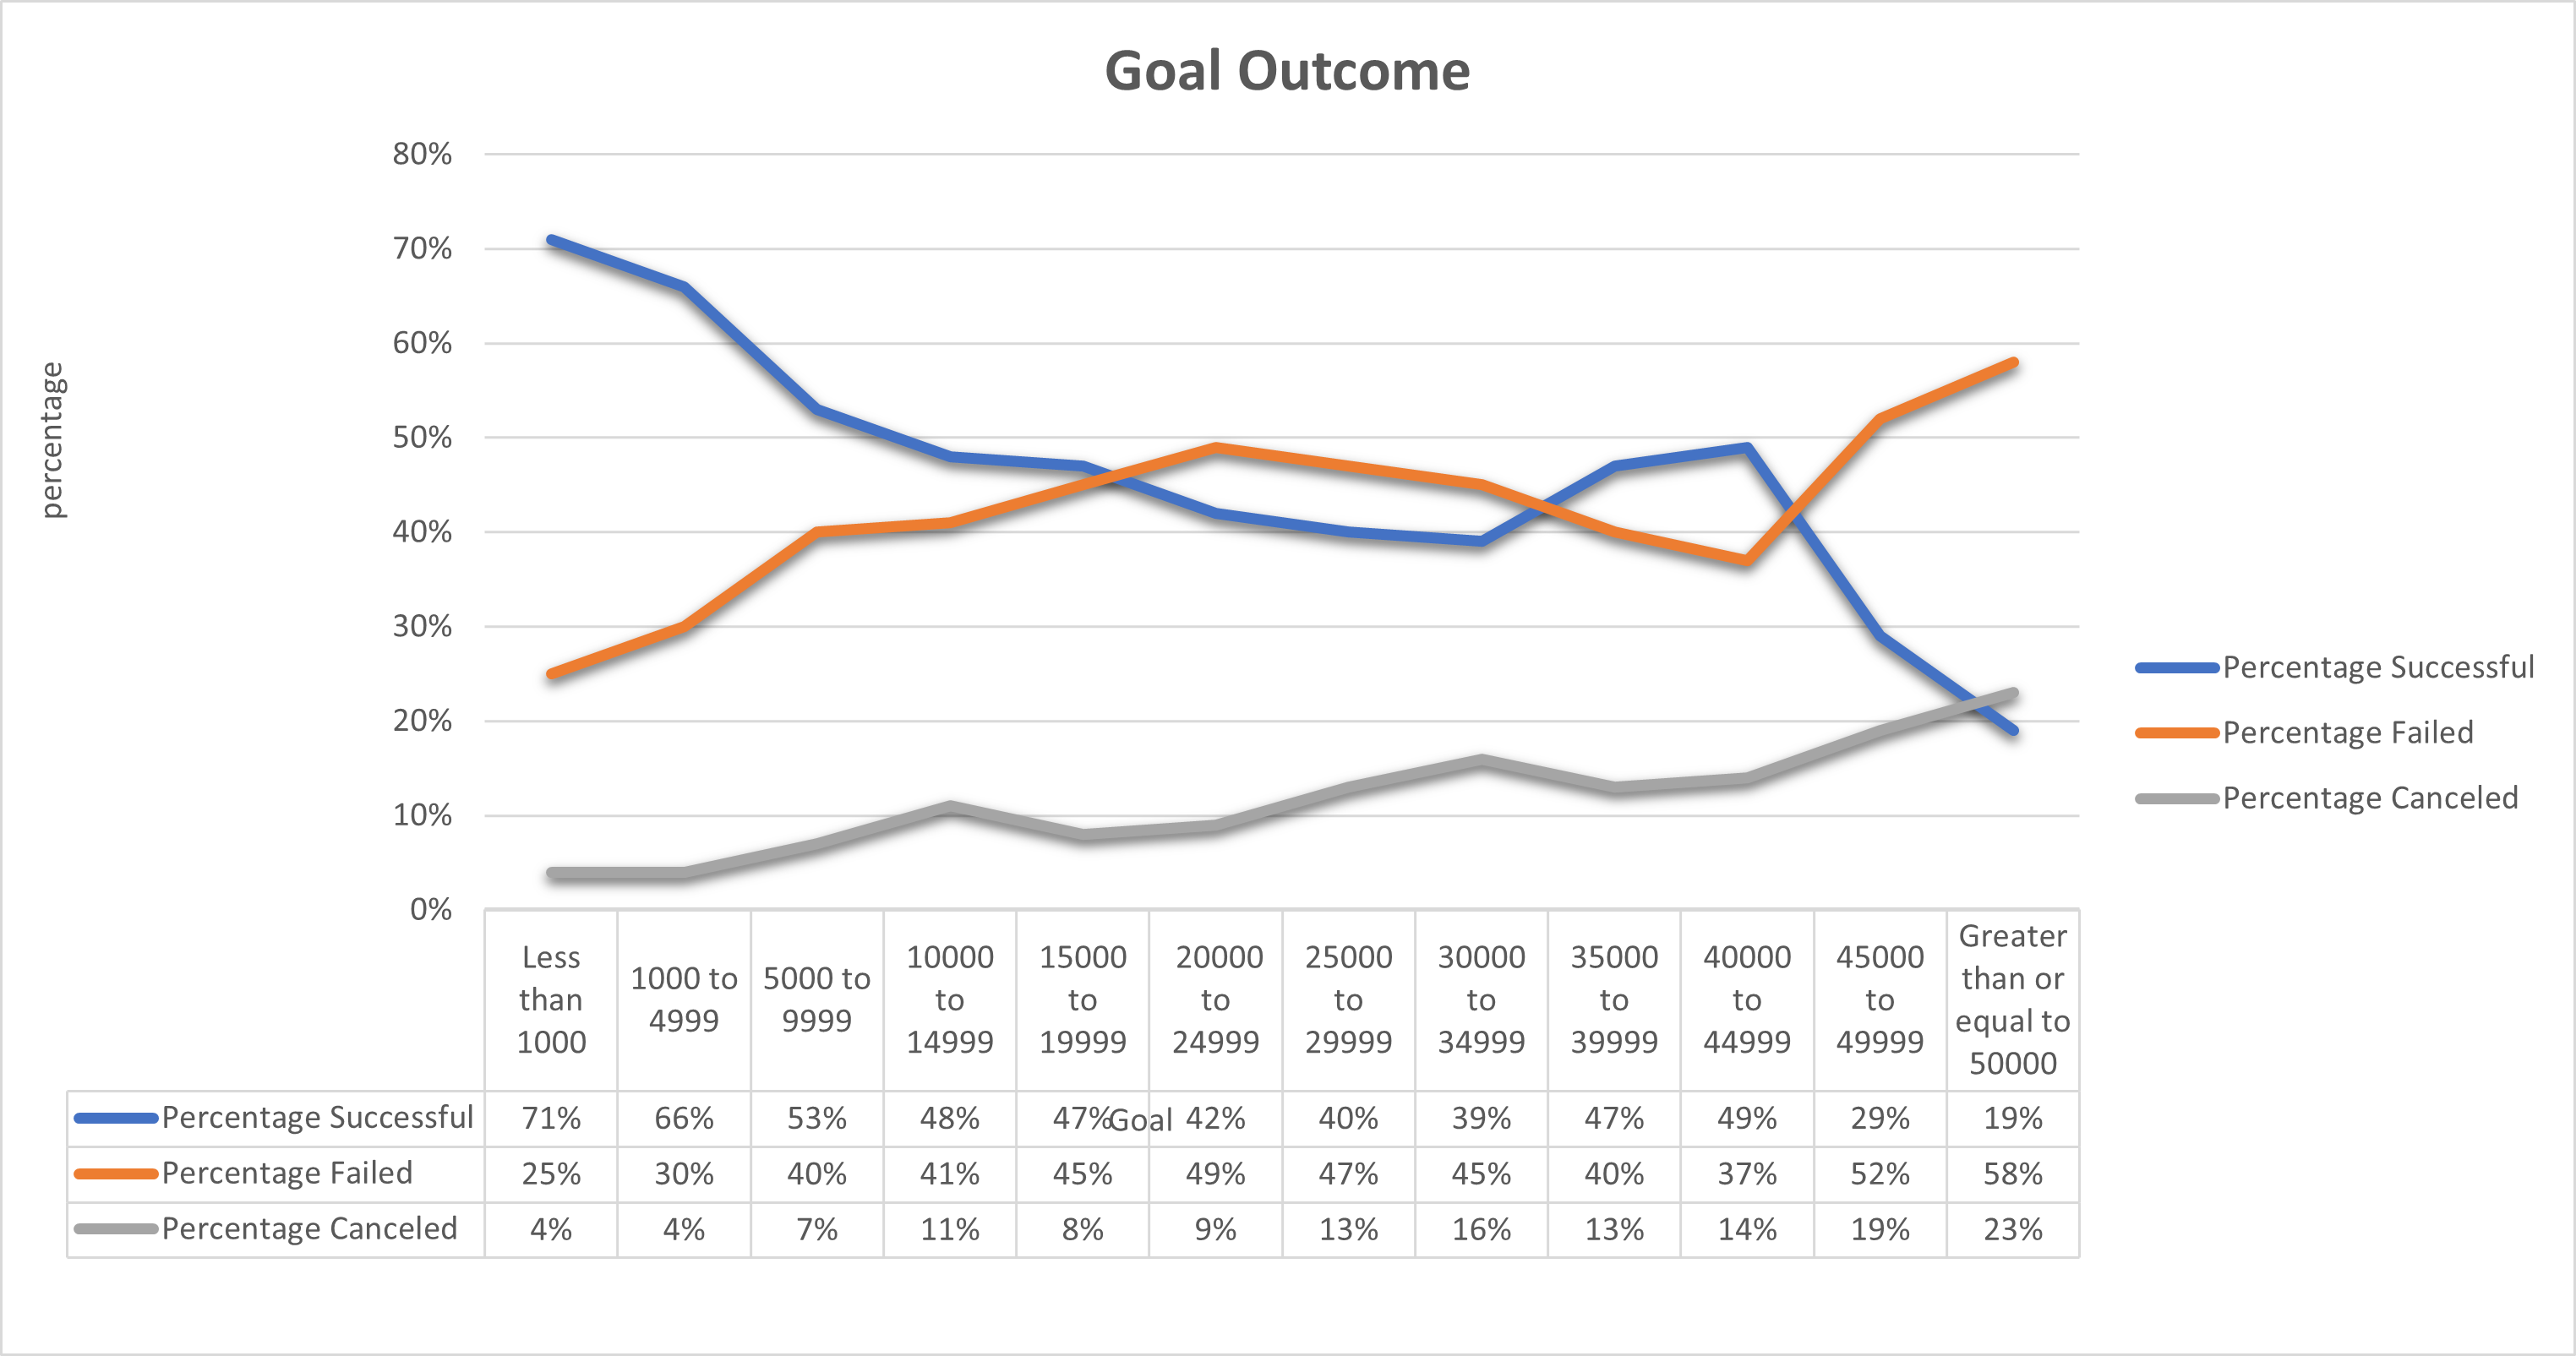 Goal Outcome
percentage
80%
70%
60%
50%
40%
30%
20%
10%
0%
Percentage Successful
Percentage Failed
Percentage Canceled
Less
than
1000
1000 to
4999
5000 to
9999
10000
to
14999
15000
to
19999
20000
to
24999
25000
to
29999
30000
to
34999
35000
to
39999
40000
to
44999
45000
to
49999
Greater
than or
equal to
50000
Percentage Successful 71% 66% 53% 48% 47% 42% 40% 39% 47% 49% 29% 19%
Goal
Percentage Failed 25% 30% 40% 41% 45% 49% 47% 45% 40% 37% 52% 58%
Percentage Canceled 4% 4% 7% 11% 8% 9% 13% 16% 13% 14% 19% 23%